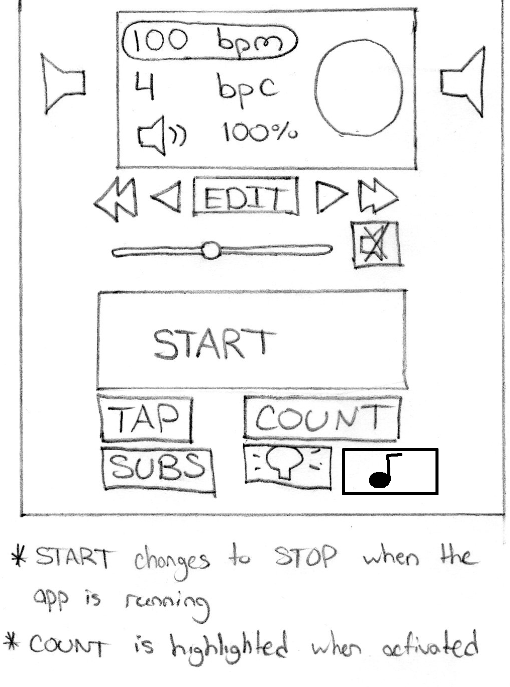 100 bpm
4 bpc
100%
EDIT
START
TAP COUNT
SUBS
* START changes to STOP when the
app is running
* COUNT is highlighted when activated